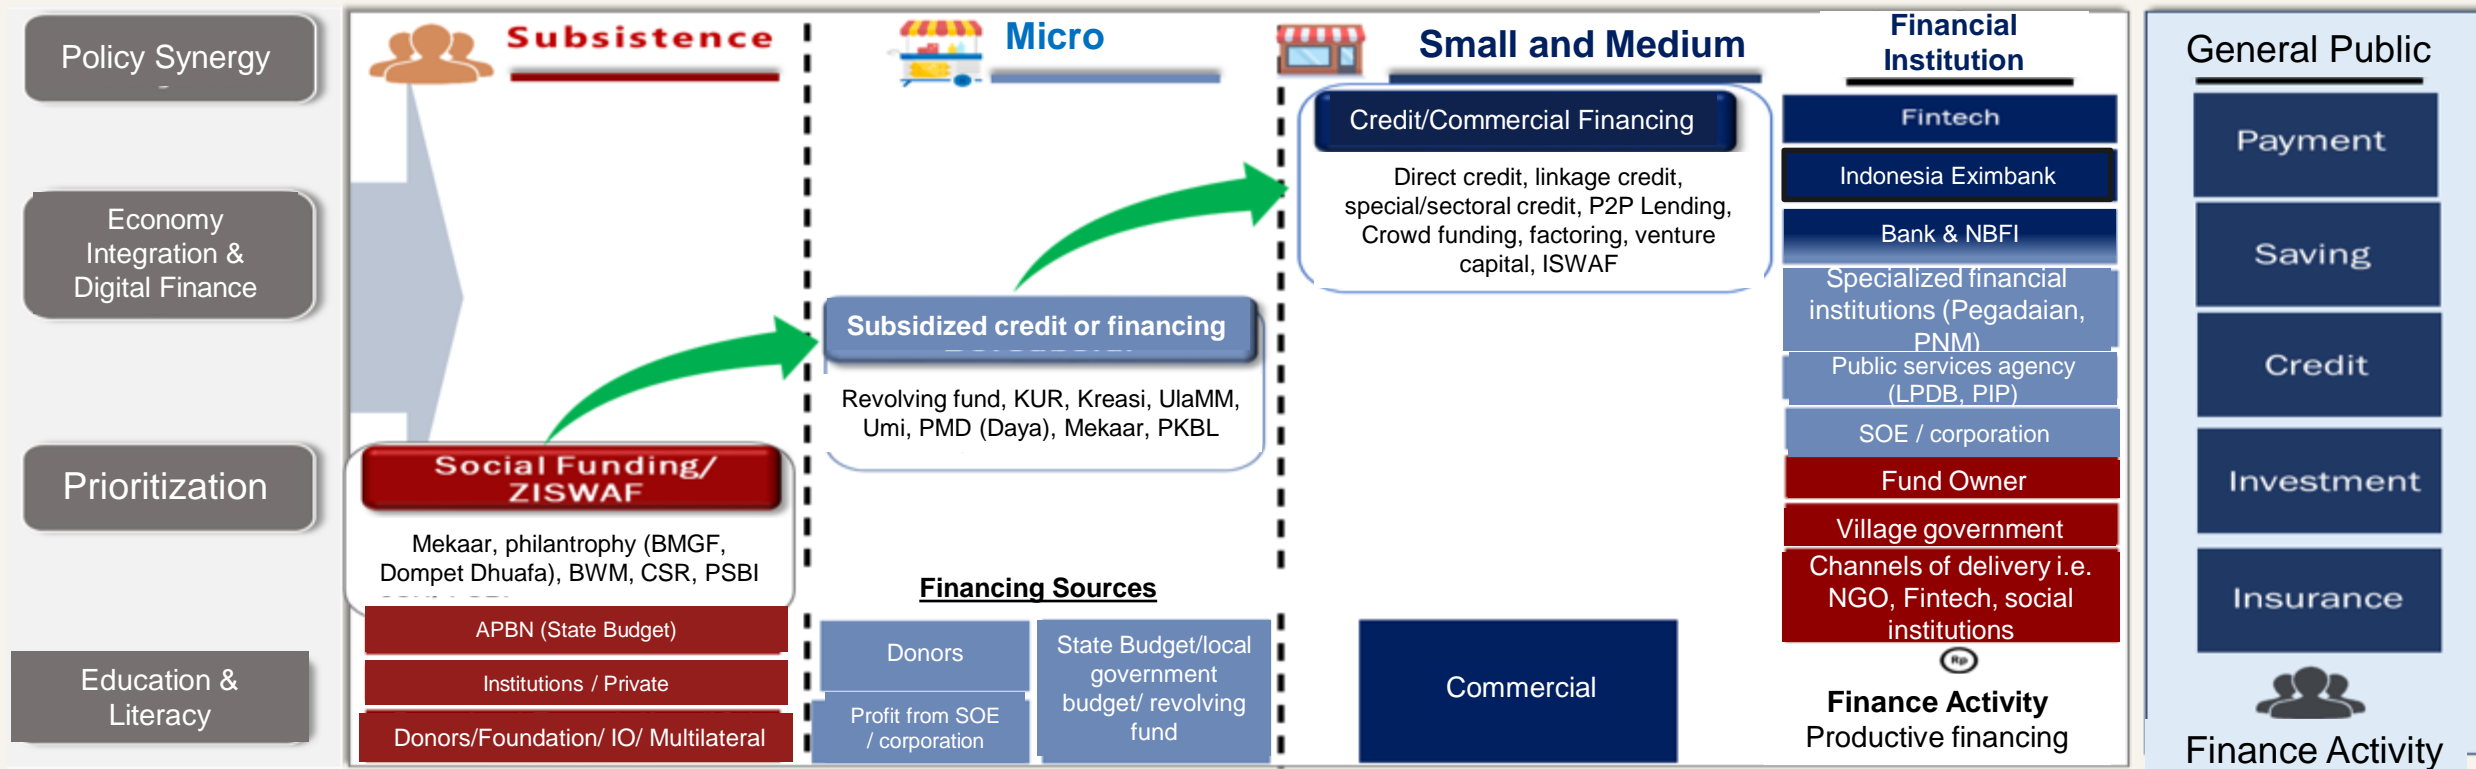 Policy Synergy
Economy
Integration &
Digital Finance
Prioritization
Education &
Literacy
Subsistence
Social Funding/
ZISWAF
Mekaar, philantrophy (BMGF,
Dompet Dhuafa), BWM, CSR, PSBI
APBN (State Budget)
Institutions / Private
Donors/Foundation/ IO/ Multilateral
Micro
Subsidized credit or financing
Revolving fund, KUR, Kreasi, UlaMM,
Umi, PMD (Daya), Mekaar, PKBL
Financing Sources
Donors
Profit from SOE
/ corporation
State Budget/local
government
budget/ revolving
fund
Small and Medium
Credit/Commercial Financing
Direct credit, linkage credit,
special/sectoral credit, P2P Lending,
Crowd funding, factoring, venture
capital, ISWAF
Commercial
Financial
Institution
Fintech
Indonesia Eximbank
Bank & NBFI
Specialized financial
institutions (Pegadaian,
PNM)
Public services agency
(LPDB, PIP)
SOE / corporation
Fund Owner
Village government
Channels of delivery i.e.
NGO, Fintech, social
institutions
Rp
Finance Activity
Productive financing
General Public
Payment
Saving
Credit
Investment
Insurance
Finance Activity